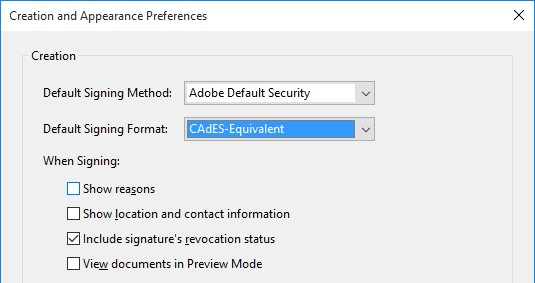 Creation and Appearance Preferences
Creation
Default Signing Method: Adobe Default Security
Default Signing Format: CAdES-Equivalent
When Signing:
Show reasons
Show location and contact information
Include signature's revocation status
View documents in Preview Mode